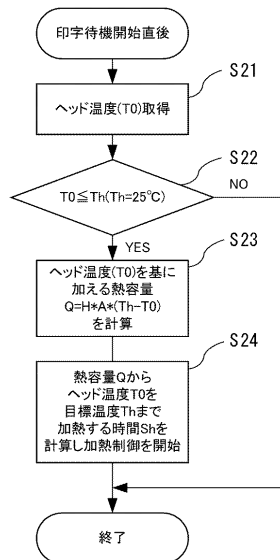 印字待機開始直後
S21
ヘッド温度(T0)取得
S22
T0≦Th(Th=25℃)
NO
YES
S23
ヘッド温度(T0)を基に
加える熱容量
Q=H*A*(Th-T0)
を計算
S24
熱容量Qから
ヘッド温度T0を
目標温度Thまで
加熱する時間Shを
計算し加熱制御を開始
終了